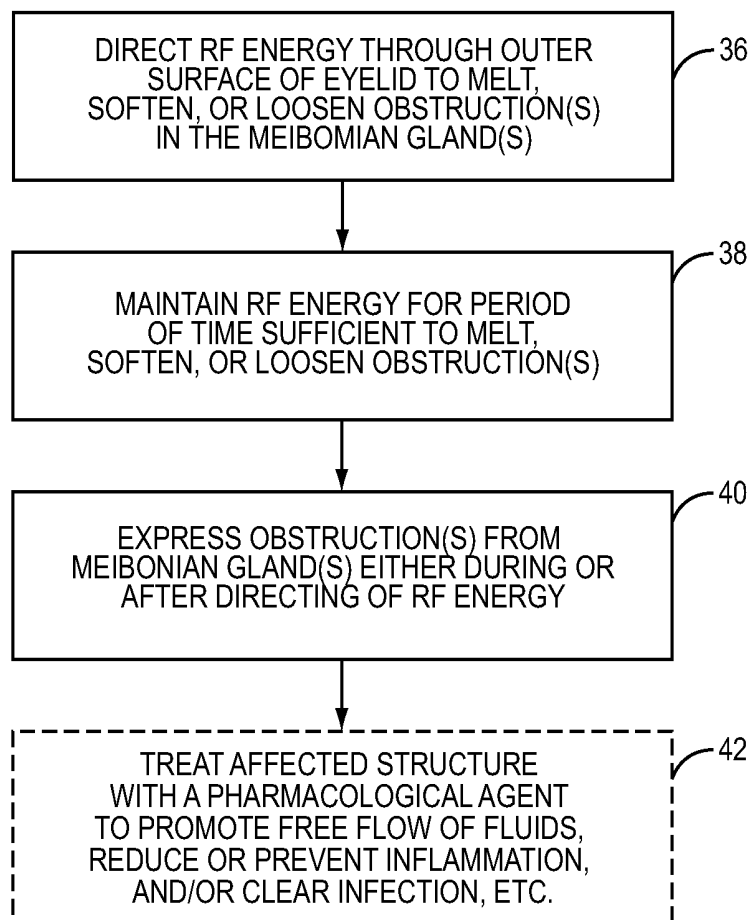 DIRECT RF ENERGY THROUGH OUTER
SURFACE OF EYELID TO MELT,
SOFTEN, OR LOOSEN OBSTRUCTION(S)
IN THE MEIBOMIAN GLAND(S)
36
MAINTAIN RF ENERGY FOR PERIOD
OF TIME SUFFICIENT TO MELT,
SOFTEN, OR LOOSEN OBSTRUCTION(S)
38
EXPRESS OBSTRUCTION(S) FROM
MEIBONIAN GLAND(S) EITHER DURING OR
AFTER DIRECTING OF RF ENERGY
40
TREAT AFFECTED STRUCTURE
WITH A PHARMACOLOGICAL AGENT
TO PROMOTE FREE FLOW OF FLUIDS,
REDUCE OR PREVENT INFLAMMATION,
AND/OR CLEAR INFECTION, ETC.
42